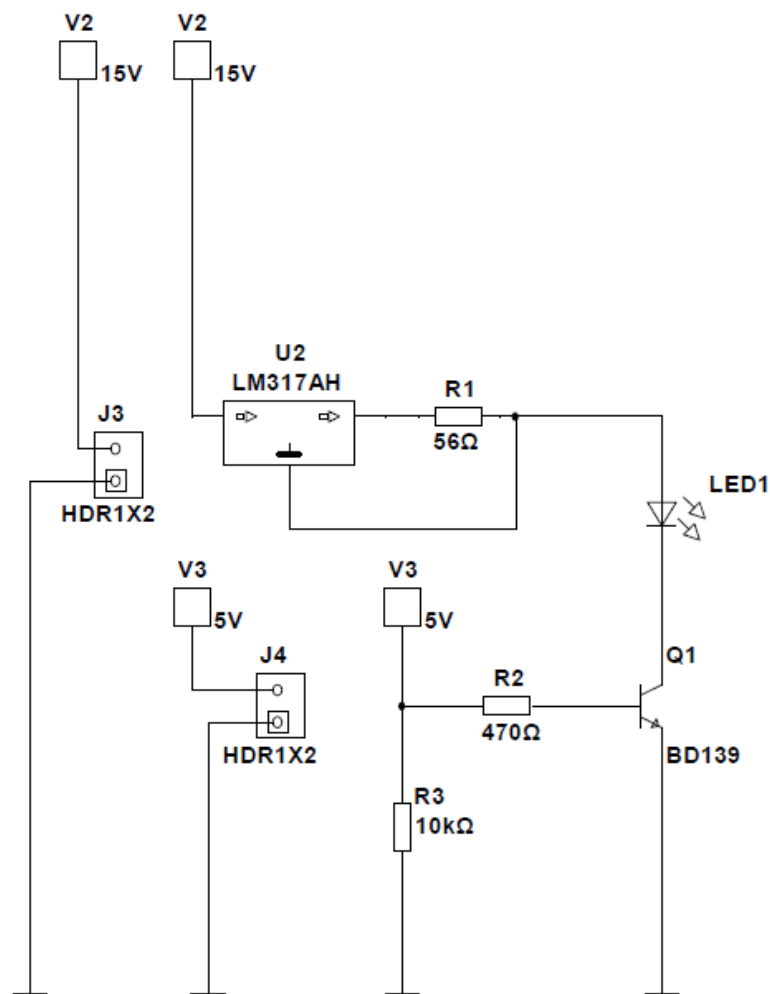 V2
15V
V2
15V
U2
LM317AH
R1
56Ω
J3
HDR1X2
LED1
V3
5V
V3
5V
J4
HDR1X2
R2
470Ω
Q1
BD139
R3
10kΩ